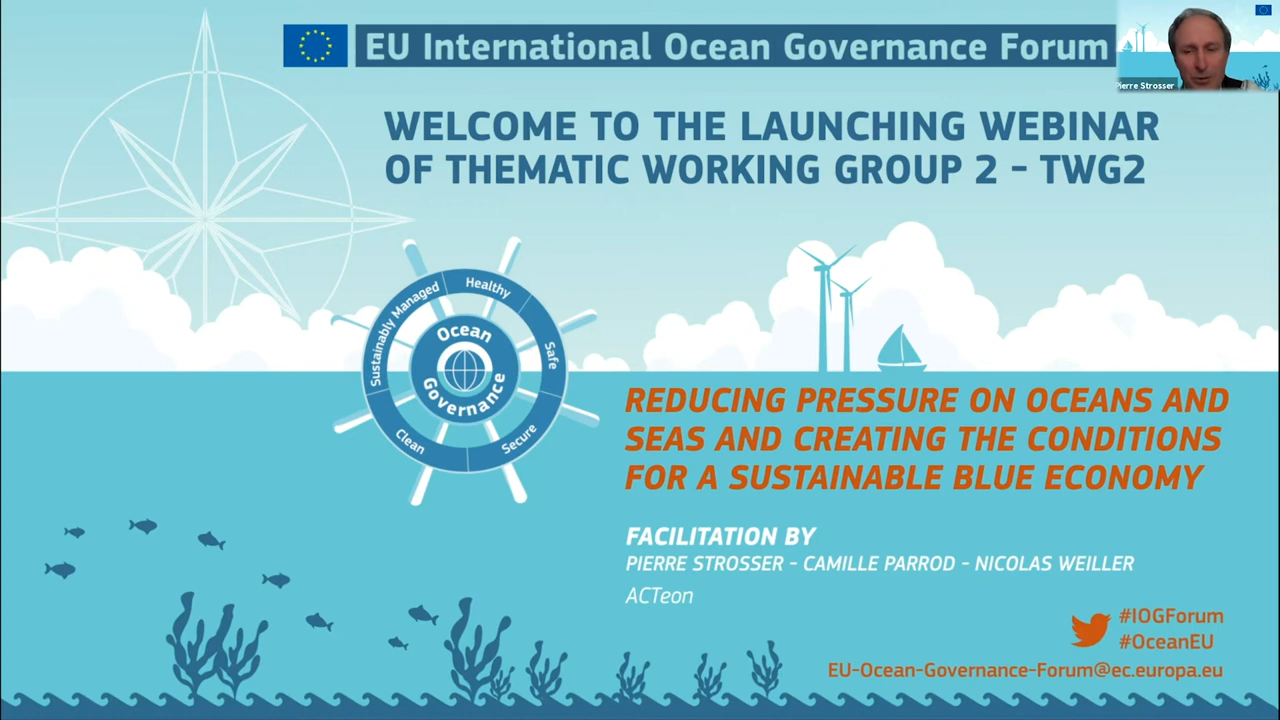 EU International Ocean Governance Forum
Pierre Strosser
WELCOME TO THE LAUNCHING WEBINAR
OF THEMATIC WORKING GROUP 2 – TWG2
Sustainably Managed
Healthy
Safe
Secure
Clean
Ocean
Governance
REDUCING PRESSURE ON OCEANS AND
SEAS AND CREATING THE CONDITIONS
FOR A SUSTAINABLE BLUE ECONOMY
FACILITATION BY
PIERRE STROSSER – CAMILLE PARROD – NICOLAS WEILLER
ACTeon
#IOGForum
#OceanEU
EU-Ocean-Governance-Forum@ec.europa.eu